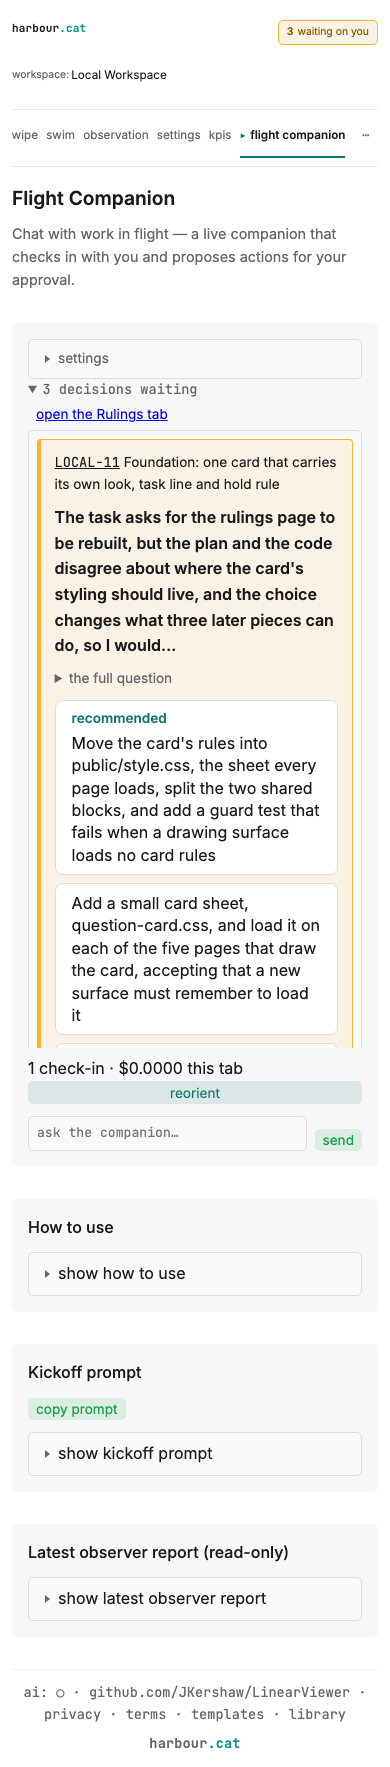 harbour.cat
3 waiting on you
workspace: Local Workspace
wipe swim observation settings kpis ▸ flight companion ⋯
Flight Companion
Chat with work in flight — a live companion that
checks in with you and proposes actions for your
approval.
▸ settings
▼ 3 decisions waiting
open the Rulings tab
LOCAL-11 Foundation: one card that carries
its own look, task line and hold rule
The task asks for the rulings page to
be rebuilt, but the plan and the code
disagree about where the card's
styling should live, and the choice
changes what three later pieces can
do, so I would…
▶ the full question
recommended
Move the card's rules into
public/style.css, the sheet every
page loads, split the two shared
blocks, and add a guard test that
fails when a drawing surface
loads no card rules
Add a small card sheet,
question-card.css, and load it on
each of the five pages that draw
the card, accepting that a new
surface must remember to load
it
1 check-in · $0.0000 this tab
reorient
ask the companion…
send
How to use
▸ show how to use
Kickoff prompt
copy prompt
▸ show kickoff prompt
Latest observer report (read-only)
▸ show latest observer report
ai: ○ · github.com/JKershaw/LinearViewer ·
privacy · terms · templates · library
harbour.cat